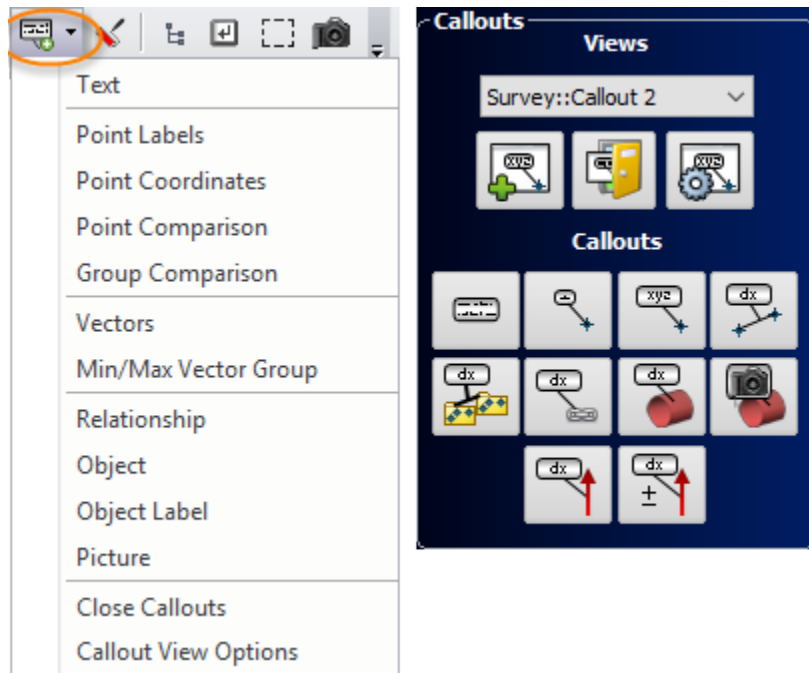 Text
Point Labels
Point Coordinates
Point Comparison
Group Comparison
Vectors
Min/Max Vector Group
Relationship
Object
Object Label
Picture
Close Callouts
Callout View Options
Callouts
Views
Survey::Callout 2
xyz
xyz
Callouts
xyz
dx
dx
dx
dx
dx
dx
±